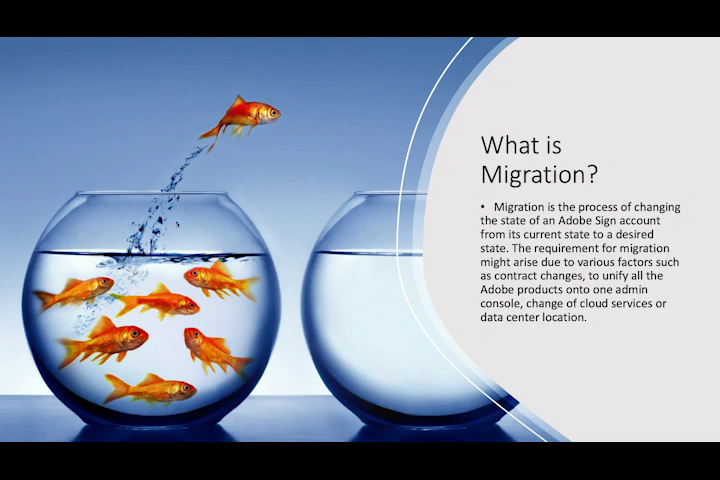 What is
Migration?
• Migration is the process of changing
the state of an Adobe Sign account
from its current state to a desired
state. The requirement for migration
might arise due to various factors such
as contract changes, to unify all the
Adobe products onto one admin
console, change of cloud services or
data center location.